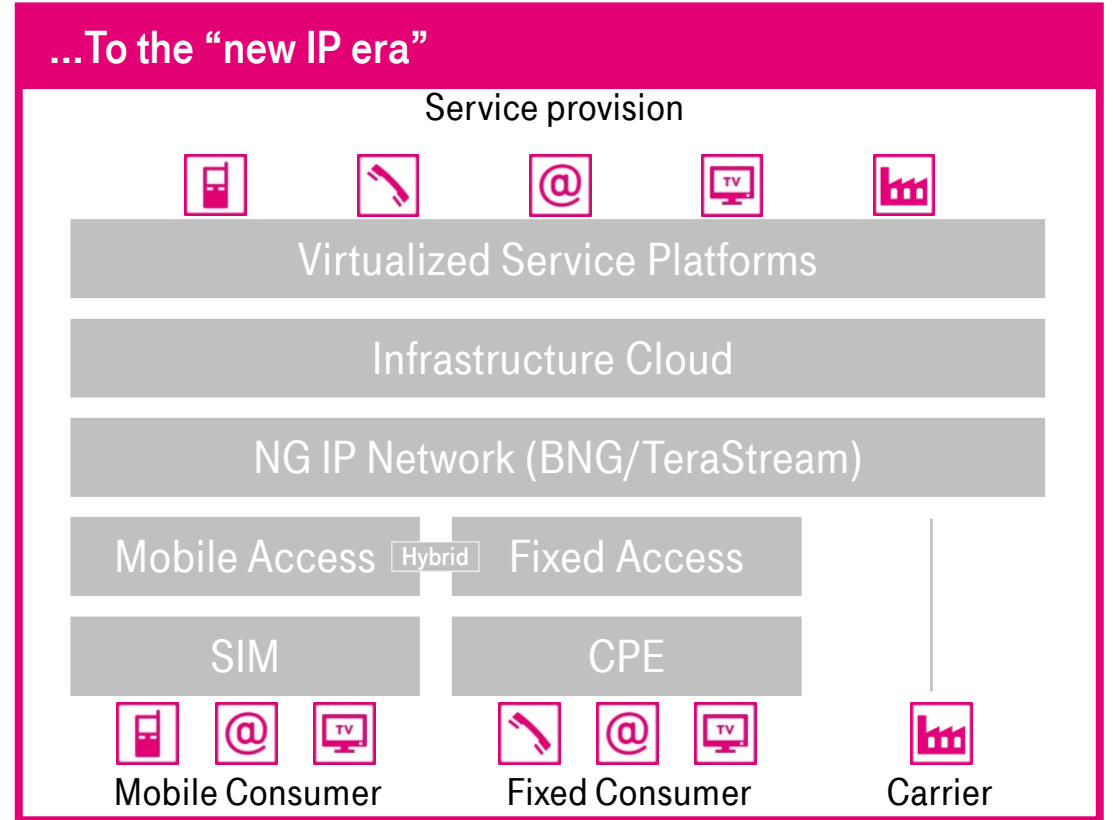 ...To the “new IP era”
Service provision
@
TV
Virtualized Service Platforms
Infrastructure Cloud
NG IP Network (BNG/TeraStream)
Mobile Access Hybrid Fixed Access
SIM CPE
@ TV @ TV
Mobile Consumer Fixed Consumer Carrier